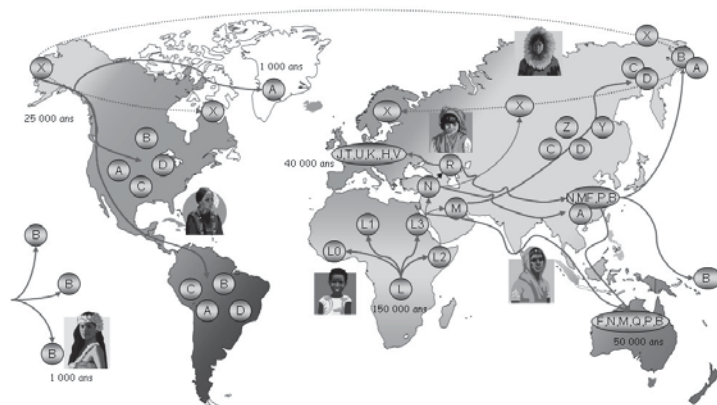 X
1 000 ans
A
X
25 000 ans
B
A
D
C
B
B
B
1 000 ans
C
B
A
D
X
B
A
C
D
X
X
Z
Y
C
D
J,T,U,K,,H,V
40 000 ans
R
N
M
N,M,F,P,B
A
L1
L3
L0
L2
L
150 000 ans
B
P,N,M,Q,P,B
50 000 ans